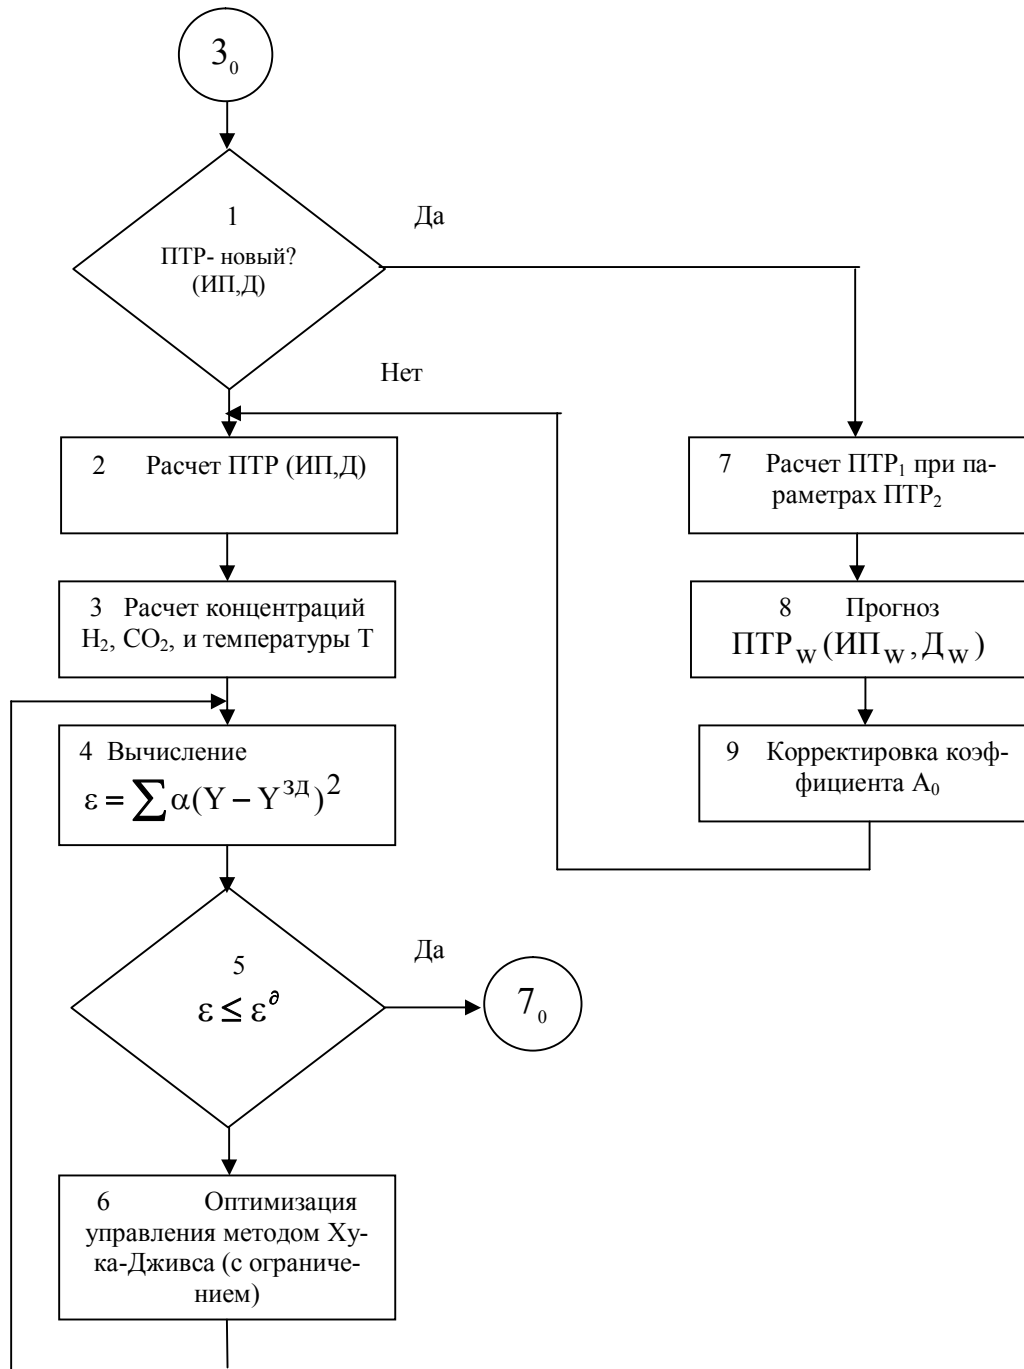 3₀
1
Да
ПТР- новый?
(ИП,Д)
Нет
2 Расчет ПТР (ИП,Д)
7 Расчет ПТР₁ при па-
раметрах ПТР₂
3 Расчет концентраций
H₂, CO₂, и температуры T
8 Прогноз
ПТР_W (ИП_W, Д_W)
4 Вычисление
ε = ∑ α(Y − Y^зд)²
9 Корректировка коэф-
фициента A₀
Да
5
ε ≤ ε^∂
7₀
6 Оптимизация
управления методом Ху-
ка-Дживса (с ограниче-
нием)